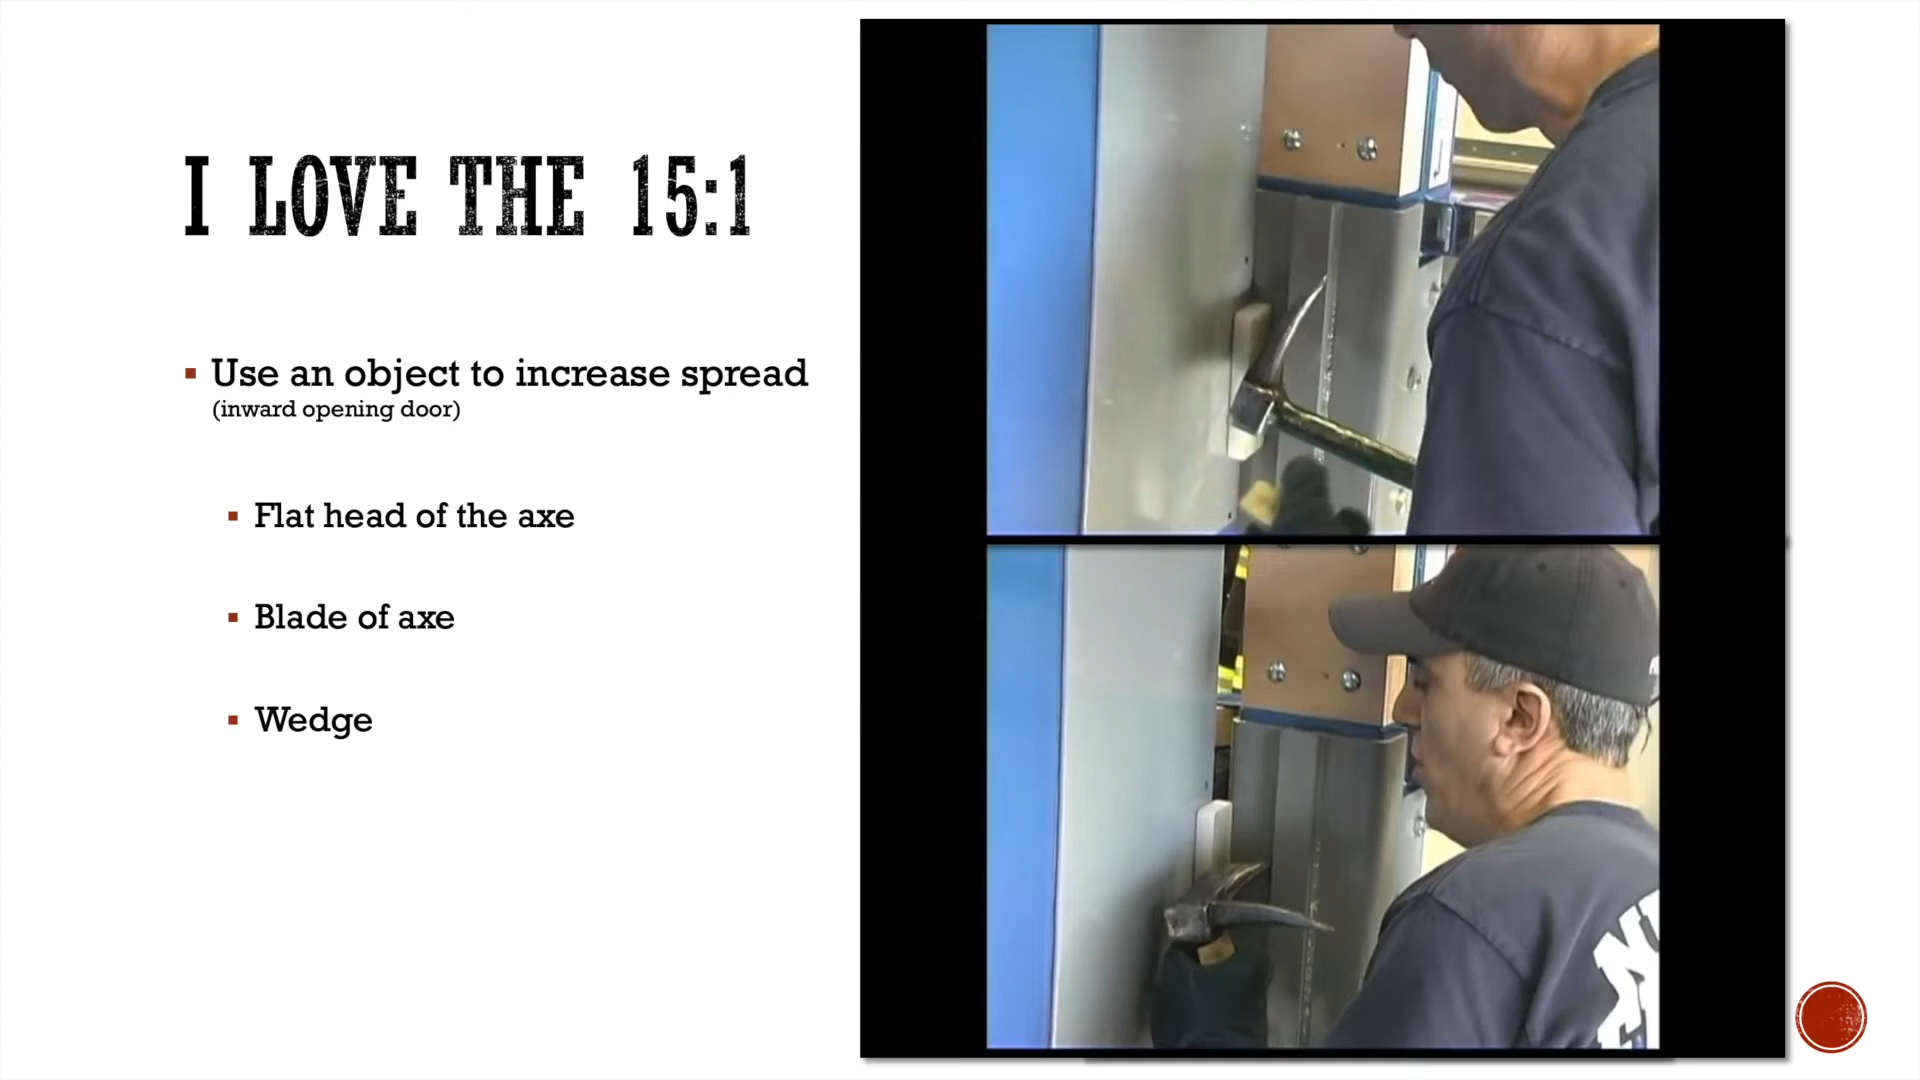 I LOVE THE 15:1
Use an object to increase spread
(inward opening door)
Flat head of the axe
Blade of axe
Wedge